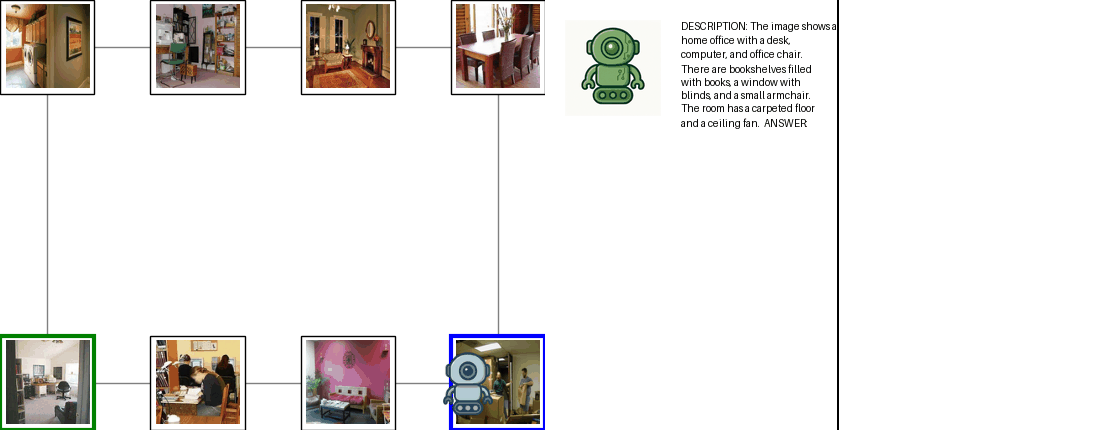 DESCRIPTION: The image shows a
home office with a desk,
computer, and office chair.
There are bookshelves filled
with books, a window with
blinds, and a small armchair.
The room has a carpeted floor
and a ceiling fan. ANSWER: